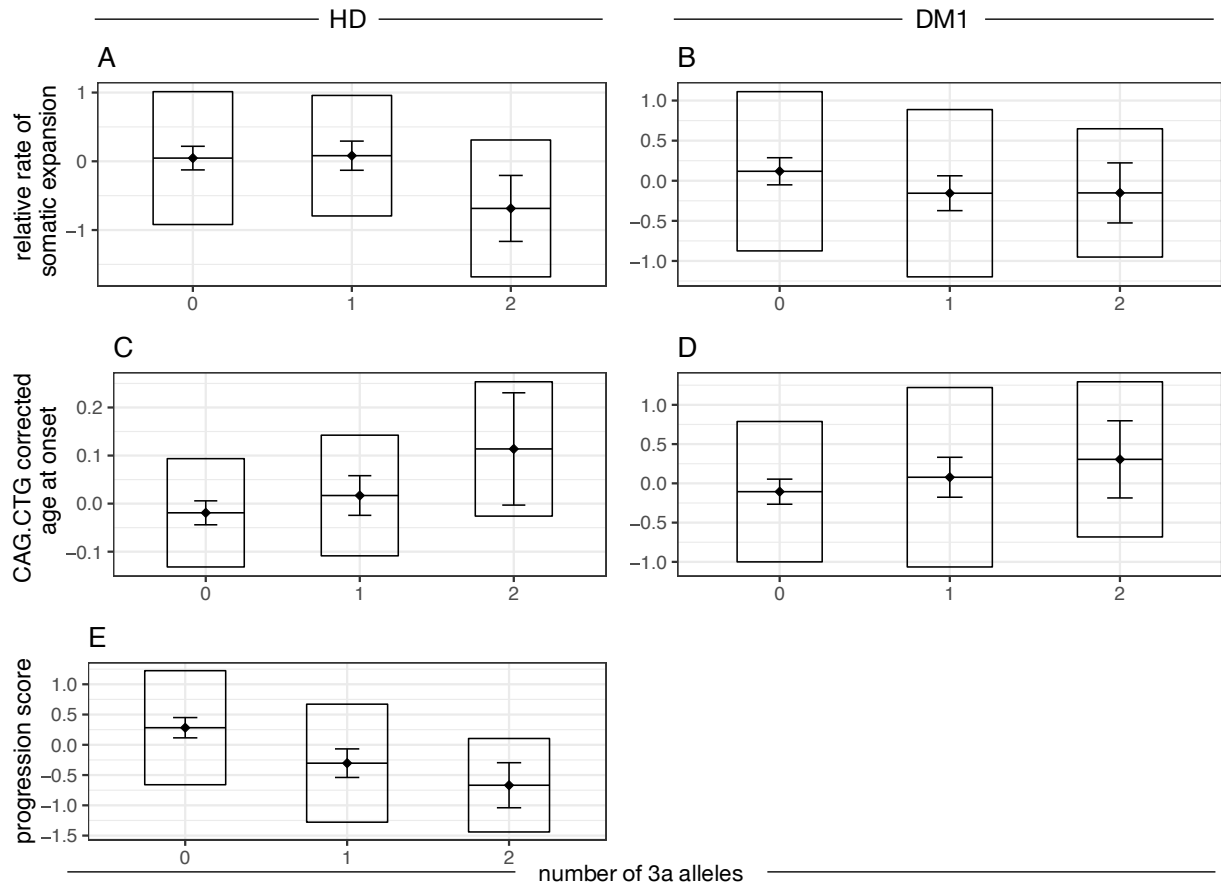 HD
DM1
A
B
relative rate of
somatic expansion
1
0
−1
0 1 2
1.0
0.5
0.0
−0.5
−1.0
0 1 2
C
D
CAG.CTG corrected
age at onset
0.2
0.1
0.0
−0.1
0 1 2
1.0
0.5
0.0
−0.5
−1.0
0 1 2
E
progression score
1.0
0.5
0.0
−0.5
−1.0
−1.5
0 1 2
number of 3a alleles